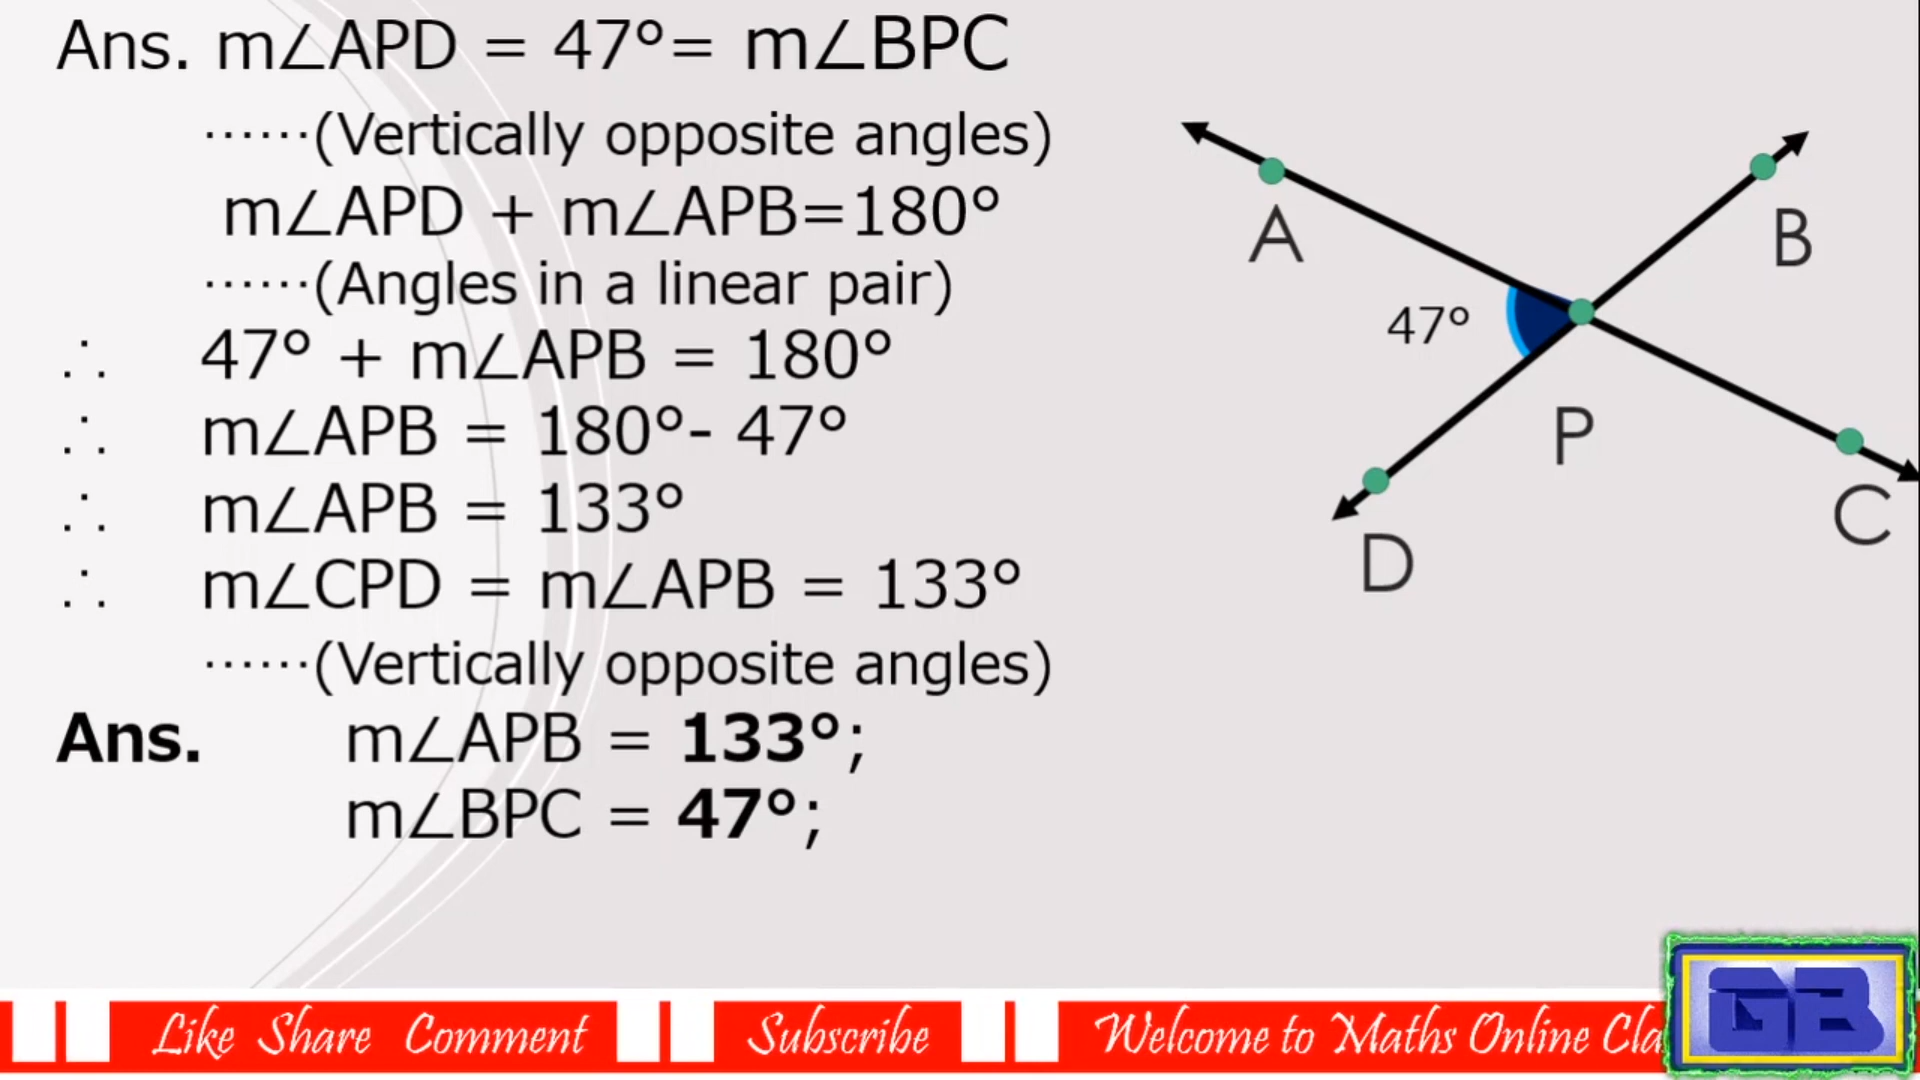 Ans. m∠APD = 47°= m∠BPC
······(Vertically opposite angles)
m∠APD + m∠APB=180°
······(Angles in a linear pair)
∴ 47° + m∠APB = 180°
∴ m∠APB = 180°- 47°
∴ m∠APB = 133°
∴ m∠CPD = m∠APB = 133°
······(Vertically opposite angles)
Ans. m∠APB = 133°;
m∠BPC = 47°;
A
B
47°
P
C
D
Like Share Comment
Subscribe
Welcome to Maths Online Cla
GB